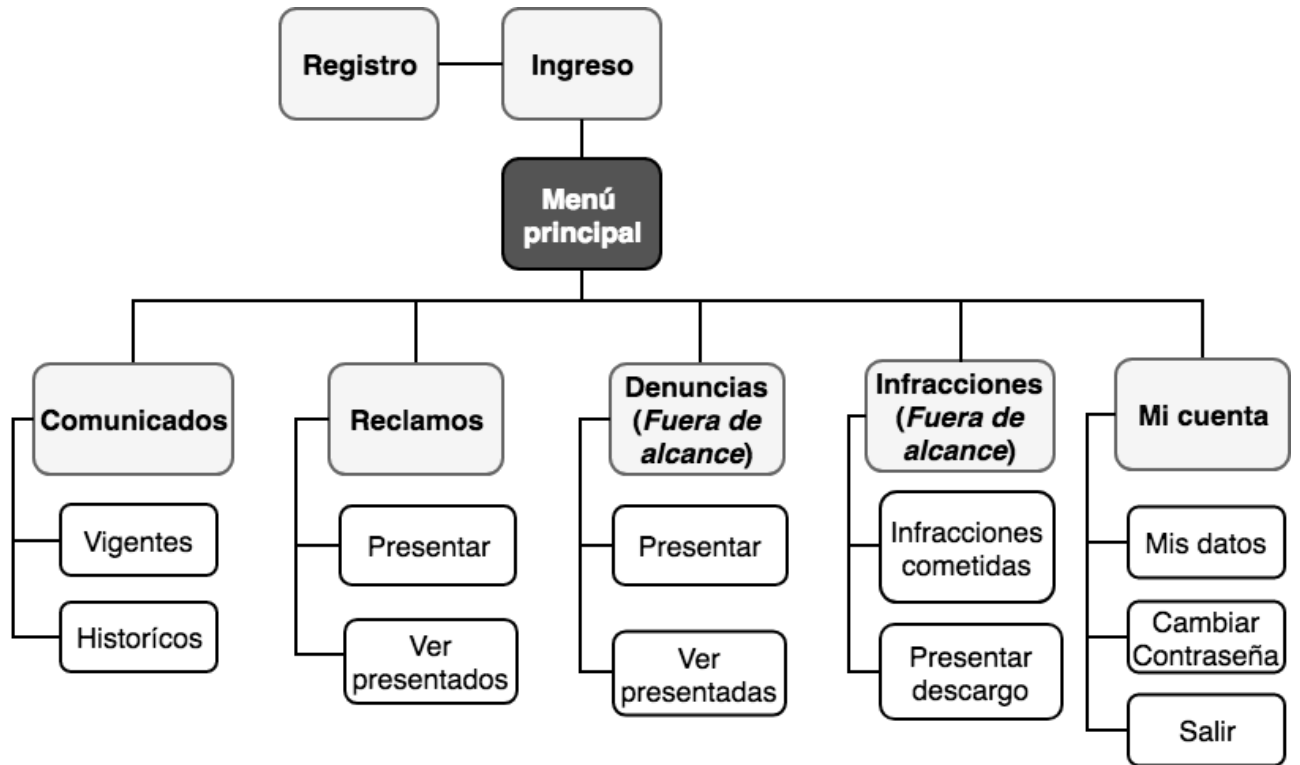 Registro
Ingreso
Menú
principal
Comunicados
Vigentes
Historícos
Reclamos
Presentar
Ver
presentados
Denuncias
(Fuera de
alcance)
Presentar
Ver
presentadas
Infracciones
(Fuera de
alcance)
Infracciones
cometidas
Presentar
descargo
Mi cuenta
Mis datos
Cambiar
Contraseña
Salir